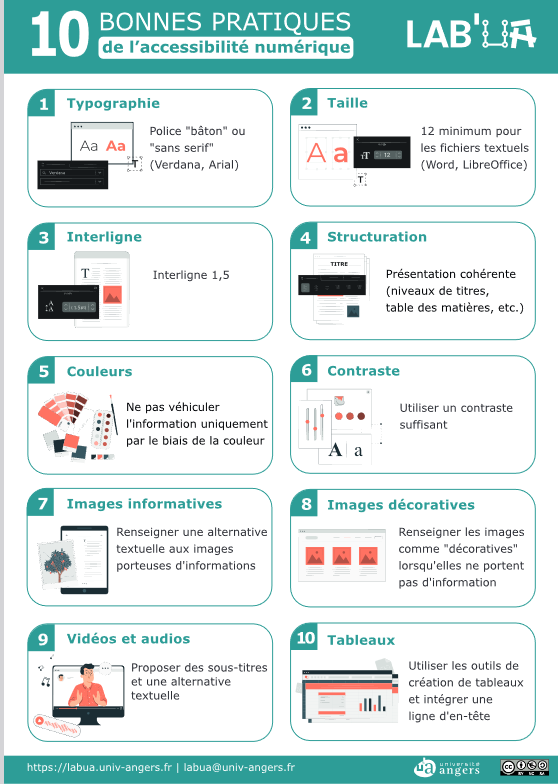 10 BONNES PRATIQUES
de l'accessibilité numérique
LAB'UA
1 Typographie
Aa Aa
T
Verdana
Police "bâton" ou
"sans serif"
(Verdana, Arial)
2 Taille
A a
TT 12
T
12 minimum pour
les fichiers textuels
(Word, LibreOffice)
3 Interligne
T
Interligne 1,5
4 Structuration
TITRE
Présentation cohérente
(niveaux de titres,
table des matières, etc.)
5 Couleurs
Ne pas véhiculer
l'information uniquement
par le biais de la couleur
6 Contraste
A a
Utiliser un contraste
suffisant
7 Images informatives
Renseigner une alternative
textuelle aux images
porteuses d'informations
8 Images décoratives
Renseigner les images
comme "décoratives"
lorsqu'elles ne portent
pas d'information
9 Vidéos et audios
Proposer des sous-titres
et une alternative
textuelle
10 Tableaux
Utiliser les outils de
création de tableaux
et intégrer une
ligne d'en-tête
https://labua.univ-angers.fr | labua@univ-angers.fr
ua université
angers
cc BY NC SA